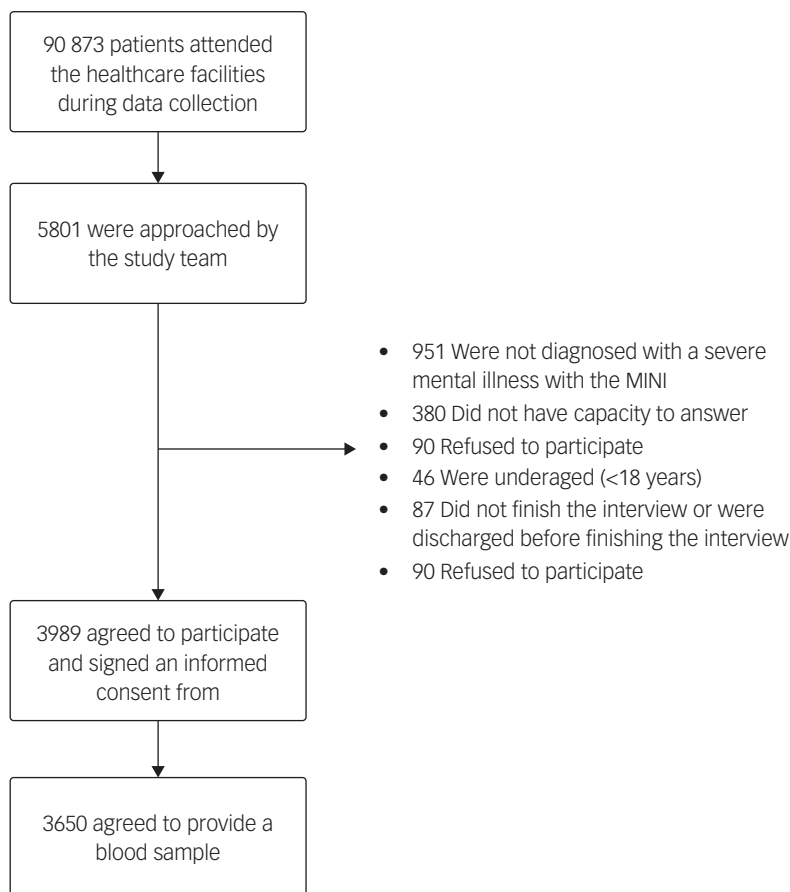 90 873 patients attended
the healthcare facilities
during data collection
5801 were approached by
the study team
• 951 Were not diagnosed with a severe
mental illness with the MINI
• 380 Did not have capacity to answer
• 90 Refused to participate
• 46 Were underaged (<18 years)
• 87 Did not finish the interview or were
discharged before finishing the interview
• 90 Refused to participate
3989 agreed to participate
and signed an informed
consent from
3650 agreed to provide a
blood sample